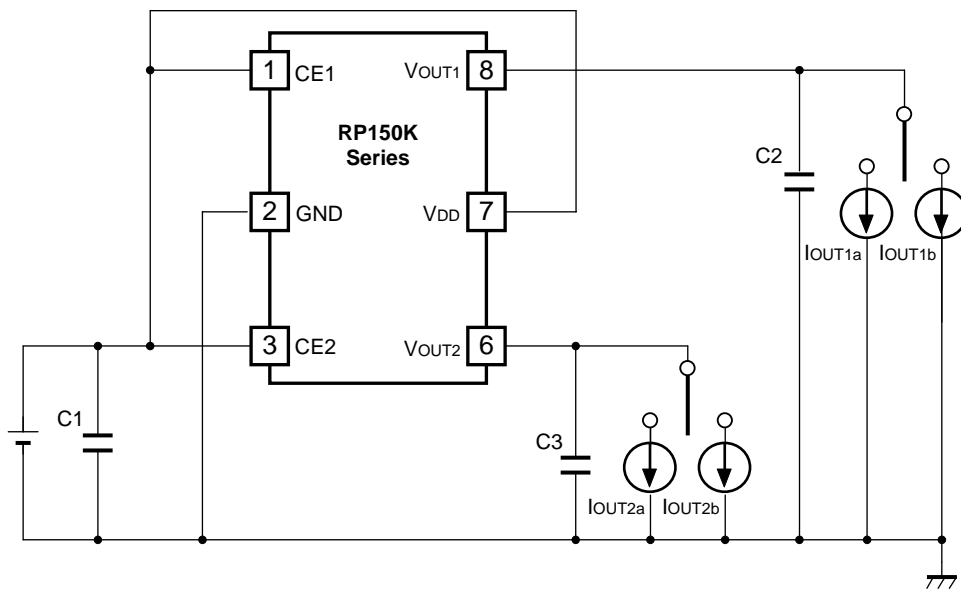 1 CE1
VOUT1 8
RP150K
Series
C2
2 GND
VDD 7
IOUT1a IOUT1b
3 CE2
VOUT2 6
C1
C3
IOUT2a IOUT2b